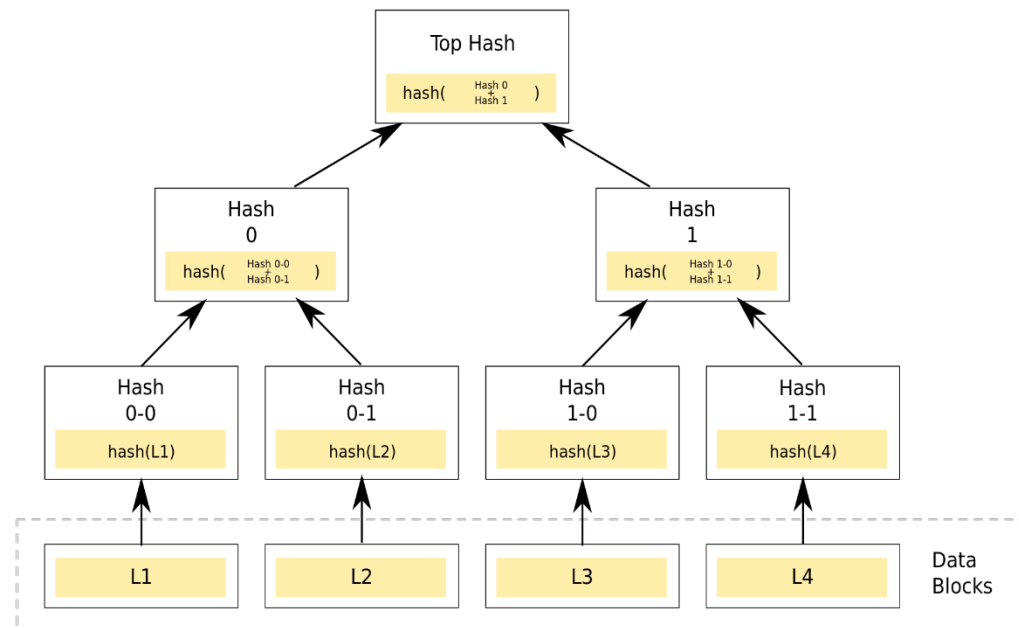 Top Hash
hash( Hash 0 + Hash 1 )
Hash
0
hash( Hash 0-0 + Hash 0-1 )
Hash
1
hash( Hash 1-0 + Hash 1-1 )
Hash
0-0
hash(L1)
Hash
0-1
hash(L2)
Hash
1-0
hash(L3)
Hash
1-1
hash(L4)
L1
L2
L3
L4
Data
Blocks